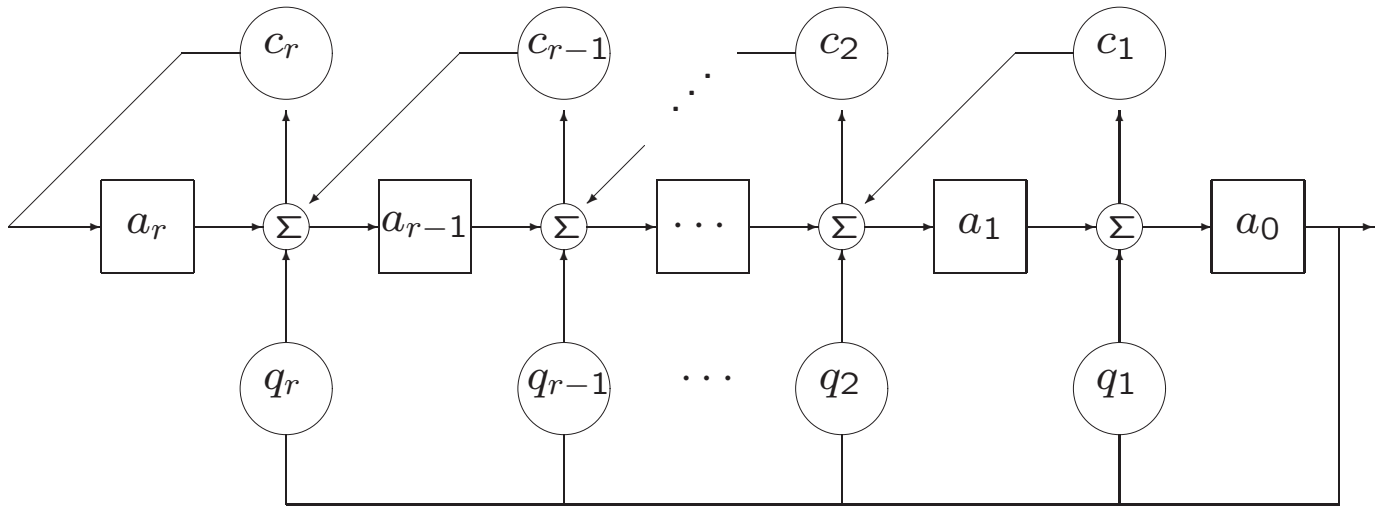 c_r c_{r-1} c_2 c_1
⋰
a_r Σ a_{r-1} Σ ⋯ Σ a_1 Σ a_0
q_r q_{r-1} ⋯ q_2 q_1